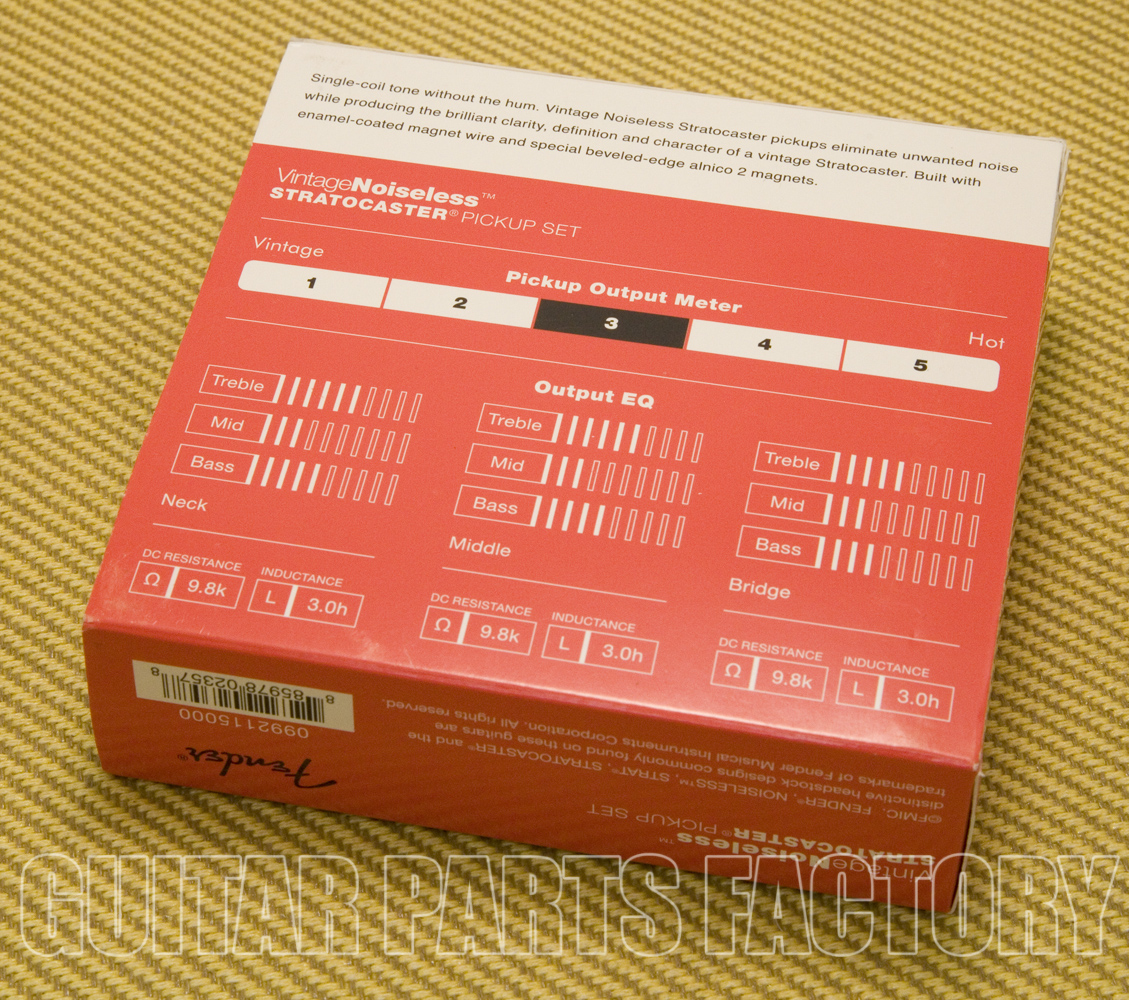 Single-coil tone without the hum. Vintage Noiseless Stratocaster pickups eliminate unwanted noise
while producing the brilliant clarity, definition and character of a vintage Stratocaster. Built with
enamel-coated magnet wire and special beveled-edge alnico 2 magnets.
VintageNoiseless™
STRATOCASTER® PICKUP SET
Vintage
Pickup Output Meter
Hot
1 2 3 4 5
Output EQ
Treble
Mid
Bass
Neck
DC RESISTANCE INDUCTANCE
Ω 9.8k L 3.0h
Treble
Mid
Bass
Middle
DC RESISTANCE INDUCTANCE
Ω 9.8k L 3.0h
Treble
Mid
Bass
Bridge
DC RESISTANCE INDUCTANCE
Ω 9.8k L 3.0h
VintageNoiseless™
STRATOCASTER® PICKUP SET
©FMIC. FENDER®, NOISELESS™, STRAT®, STRATOCASTER® and the
distinctive headstock designs commonly found on these guitars are
trademarks of Fender Musical Instruments Corporation. All rights reserved.
Fender®
0992115000
8 85978 02357 8
GUITAR PARTS FACTORY